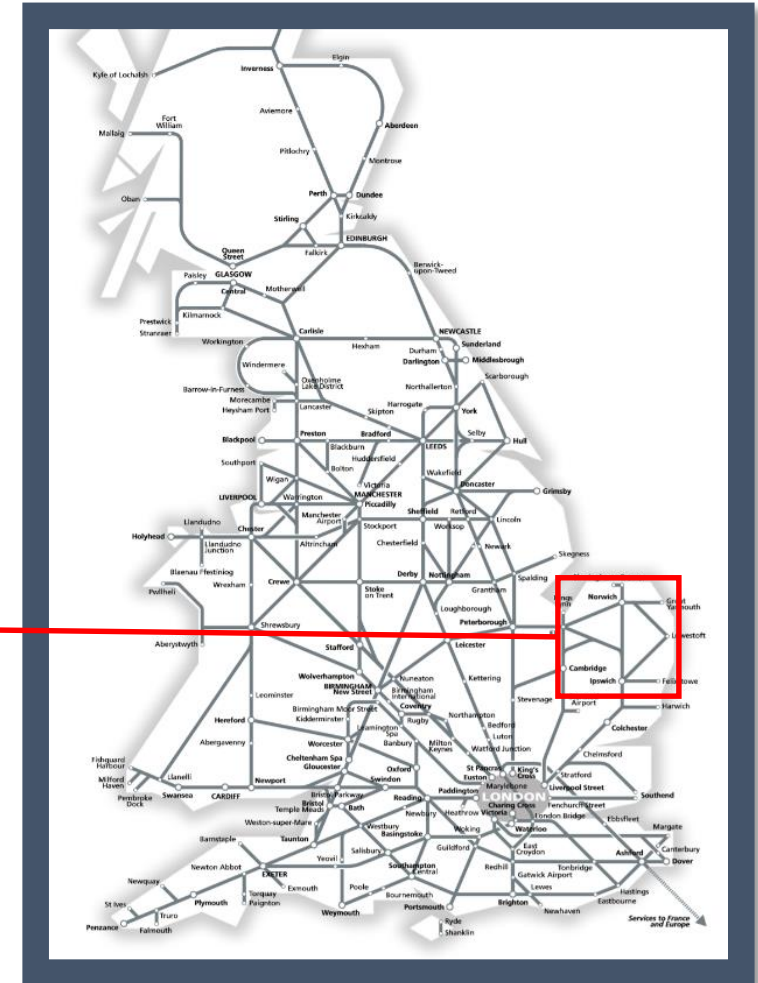 Elgin
Inverness
Kyle of Lochalsh
Aviemore
Fort
William
Mallaig
Aberdeen
Pitlochry
Montrose
Oban
Perth
Dundee
Stirling
Kirkcaldy
EDINBURGH
Falkirk
Queen
Street
GLASGOW
Central
Paisley
Motherwell
Berwick-
upon-Tweed
Kilmarnock
Prestwick
Stranraer
Carlisle
NEWCASTLE
Workington
Hexham
Durham
Sunderland
Darlington
Middlesbrough
Windermere
Oxenholme
Lake District
Northallerton
Scarborough
Barrow-in-Furness
Morecambe
Heysham Port
Lancaster
Harrogate
Skipton
York
Blackpool
Preston
Bradford
LEEDS
Selby
Hull
Blackburn
Huddersfield
Southport
Bolton
Wakefield
Wigan
Victoria
MANCHESTER
Piccadilly
Doncaster
Grimsby
LIVERPOOL
Warrington
Manchester
Airport
Stockport
Sheffield
Retford
Worksop
Lincoln
Llandudno
Holyhead
Llandudno
Junction
Chester
Altrincham
Chesterfield
Newark
Skegness
Blaenau Ffestiniog
Pwllheli
Wrexham
Crewe
Stoke
on Trent
Derby
Nottingham
Grantham
Spalding
Norwich
Great
Yarmouth
Loughborough
Peterborough
Lowestoft
Aberystwyth
Shrewsbury
Stafford
Leicester
Cambridge
Wolverhampton
BIRMINGHAM
New Street
Nuneaton
Birmingham
International
Kettering
Ipswich
Felixstowe
Leominster
Birmingham Moor Street
Kidderminster
Coventry
Rugby
Northampton
Stevenage
Airport
Harwich
Hereford
Leamington
Spa
Bedford
Colchester
Abergavenny
Worcester
Banbury
Milton
Keynes
Luton
Watford Junction
Cheltenham Spa
Gloucester
Oxford
Chelmsford
Fishguard
Harbour
Milford
Haven
Pembroke
Dock
Llanelli
Swansea
CARDIFF
Newport
Swindon
St Pancras
Euston
King's
Cross
Stratford
Marylebone
Liverpool Street
Paddington
LONDON
Southend
Bristol Parkway
Bristol
Temple Meads
Bath
Reading
Charing Cross
Fenchurch Street
Newbury
Heathrow
Victoria
London Bridge
Ebbsfleet
Weston-super-Mare
Westbury
Basingstoke
Woking
Waterloo
Margate
Barnstaple
Taunton
Salisbury
Guildford
East
Croydon
Canterbury
Newton Abbot
Yeovil
Southampton
Central
Redhill
Tonbridge
Ashford
Dover
EXETER
Gatwick Airport
Newquay
Exmouth
Poole
Bournemouth
Lewes
Hastings
St Ives
Plymouth
Torquay
Paignton
Weymouth
Portsmouth
Brighton
Eastbourne
Newhaven
Truro
Penzance
Falmouth
Ryde
Shanklin
Services to France
and Europe